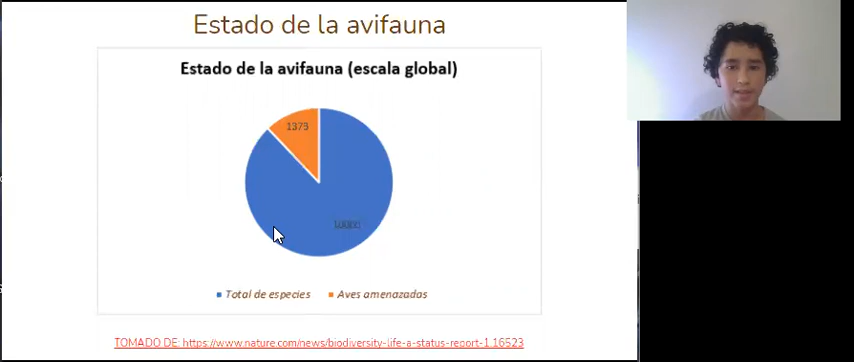 Estado de la avifauna
Estado de la avifauna (escala global)
Total de especies
Aves amenazadas
TOMADO DE: https://www.nature.com/news/biodiversity-life-a-status-report-1.16523